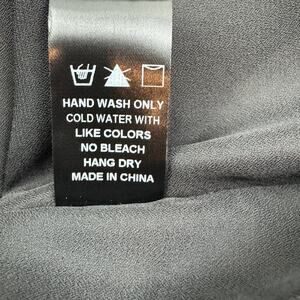 HAND WASH ONLY
COLD WATER WITH
LIKE COLORS
NO BLEACH
HANG DRY
MADE IN CHINA